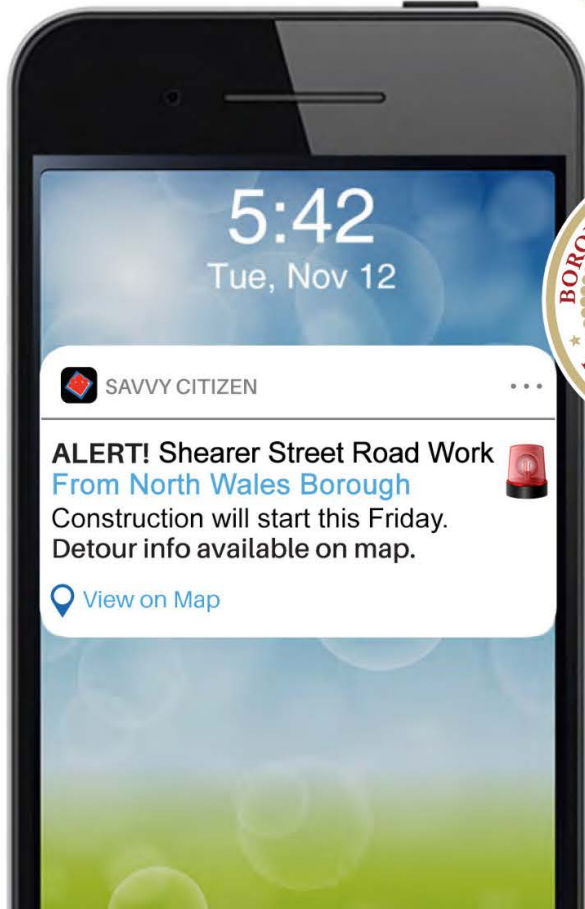 5:42
Tue, Nov 12
SAVVY CITIZEN
ALERT! Shearer Street Road Work
From North Wales Borough
Construction will start this Friday.
Detour info available on map.
View on Map